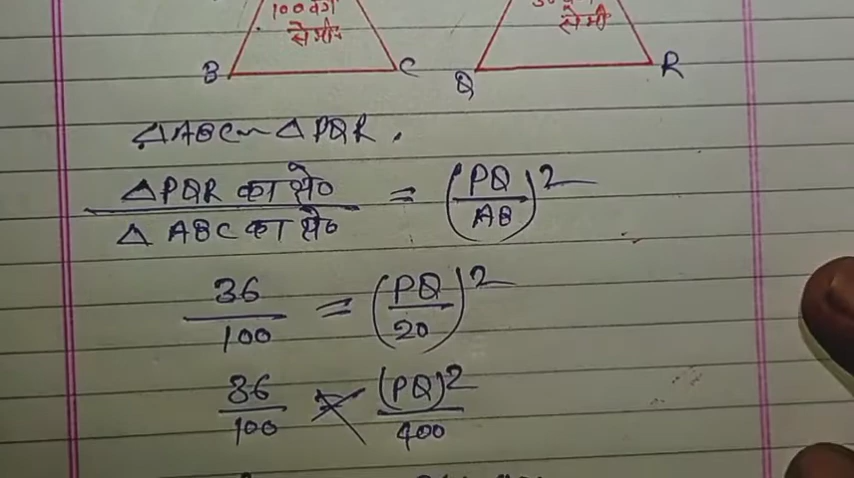 100 वर्ग
सेमी०
सेमी
B C Q R
△ABC ~ △PQR .
△PQR का क्षे० / △ ABC का क्षे० = (PQ/AB)2
36/100 = (PQ/20)2
36/100 = (PQ)2/400